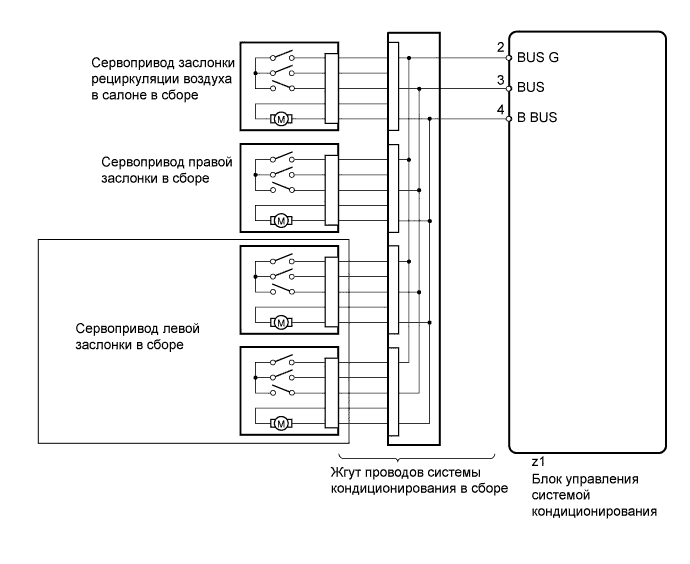 Сервопривод заслонки
рециркуляции воздуха
в салоне в сборе
2
BUS G
3
BUS
4
B BUS
M
Сервопривод правой
заслонки в сборе
M
Сервопривод левой
заслонки в сборе
M
M
Жгут проводов системы
кондиционирования в сборе
z1
Блок управления
системой
кондиционирования